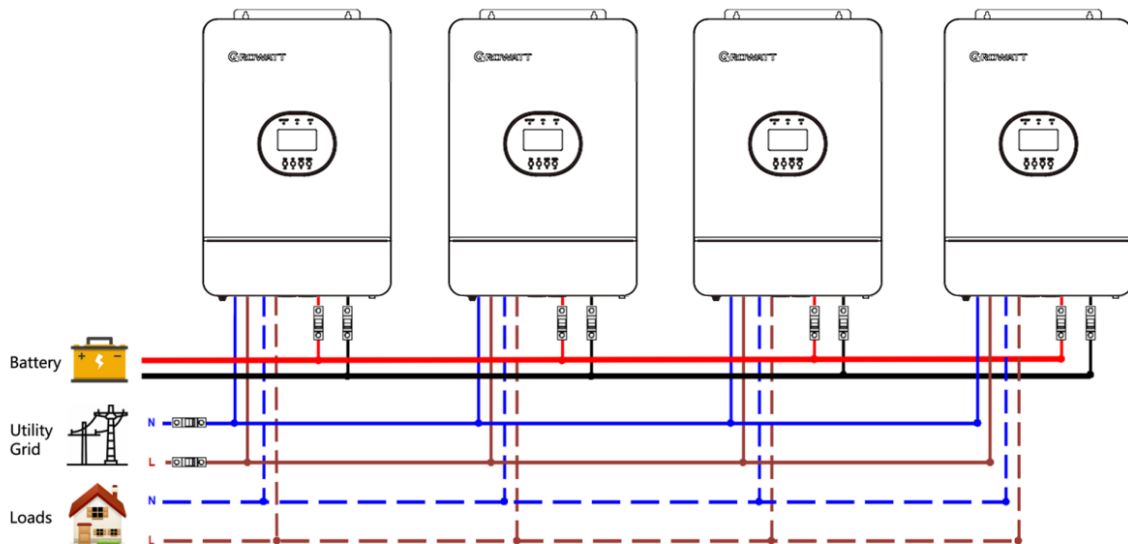 GROWATT
GROWATT
GROWATT
GROWATT
Battery
+ -
Utility
Grid
N
L
Loads
N
L